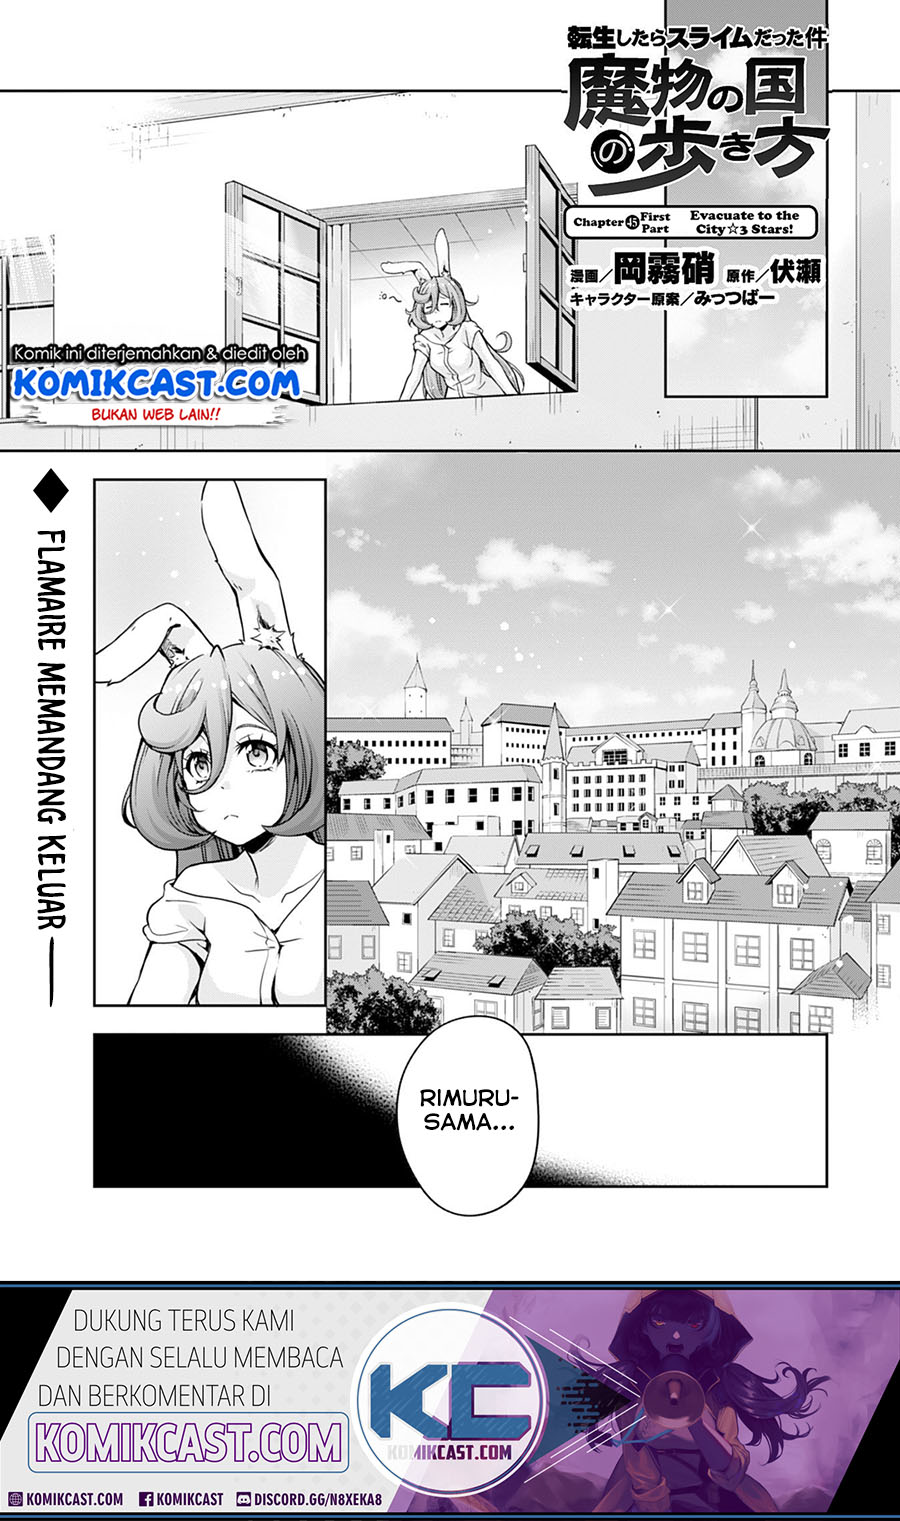 転生したらスライムだった件
魔物の国
の歩き方
Chapter 45 First Part
Evacuate to the City☆3 Stars!
漫画／岡霧硝 原作／伏瀬
キャラクター原案／みっつばー
Komik ini diterjemahkan & diedit oleh
KOMIKCAST.COM
BUKAN WEB LAIN!!
FLAMAIRE MEMANDANG KELUAR
RIMURU-
SAMA...
DUKUNG TERUS KAMI
DENGAN SELALU MEMBACA
DAN BERKOMENTAR DI
KOMIKCAST.COM
KC
KOMIKCAST.COM
KOMIKCAST.COM KOMIKCAST DISCORD.GG/N8XEKA8